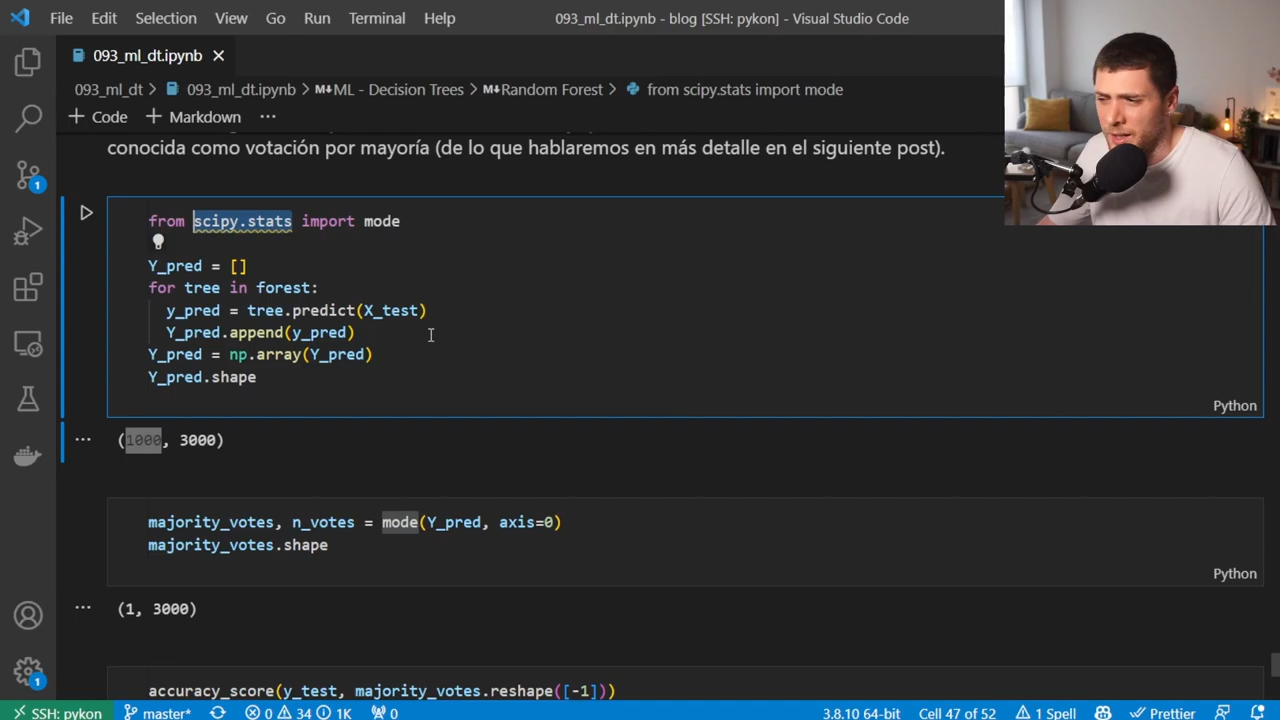 File Edit Selection View Go Run Terminal Help 093_ml_dt.ipynb - blog [SSH: pykon] - Visual Studio Code
093_ml_dt.ipynb
093_ml_dt > 093_ml_dt.ipynb > ML - Decision Trees > Random Forest > from scipy.stats import mode
+ Code + Markdown ...
conocida como votación por mayoría (de lo que hablaremos en más detalle en el siguiente post).
from scipy.stats import mode
Y_pred = []
for tree in forest:
y_pred = tree.predict(X_test)
Y_pred.append(y_pred)
Y_pred = np.array(Y_pred)
Y_pred.shape
Python
... (1000, 3000)
majority_votes, n_votes = mode(Y_pred, axis=0)
majority_votes.shape
Python
... (1, 3000)
accuracy_score(y_test, majority_votes.reshape([-1]))
1
1
SSH: pykon master* 0 34 1K 0 3.8.10 64-bit Cell 47 of 52 1 Spell Prettier